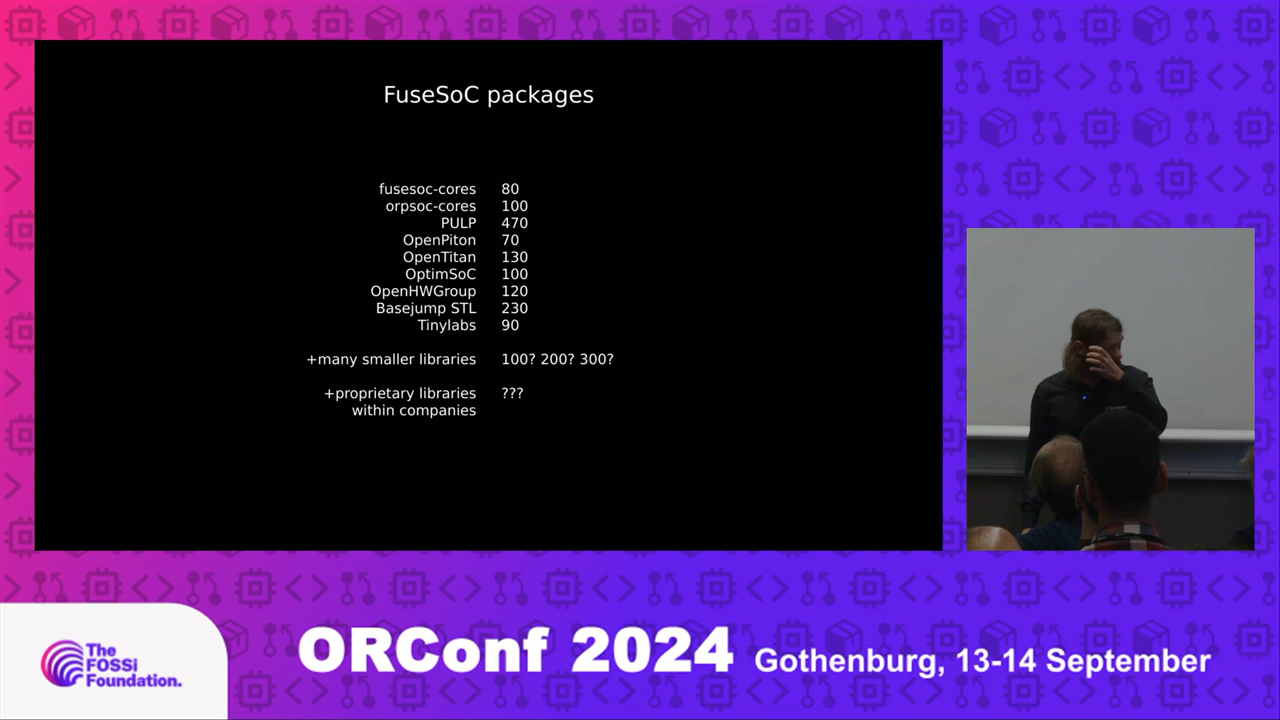 FuseSoC packages
fusesoc-cores 80
orpsoc-cores 100
PULP 470
OpenPiton 70
OpenTitan 130
OptimSoC 100
OpenHWGroup 120
Basejump STL 230
Tinylabs 90
+many smaller libraries 100? 200? 300?
+proprietary libraries ???
within companies
The
FOSSi
Foundation.
ORConf 2024 Gothenburg, 13-14 September